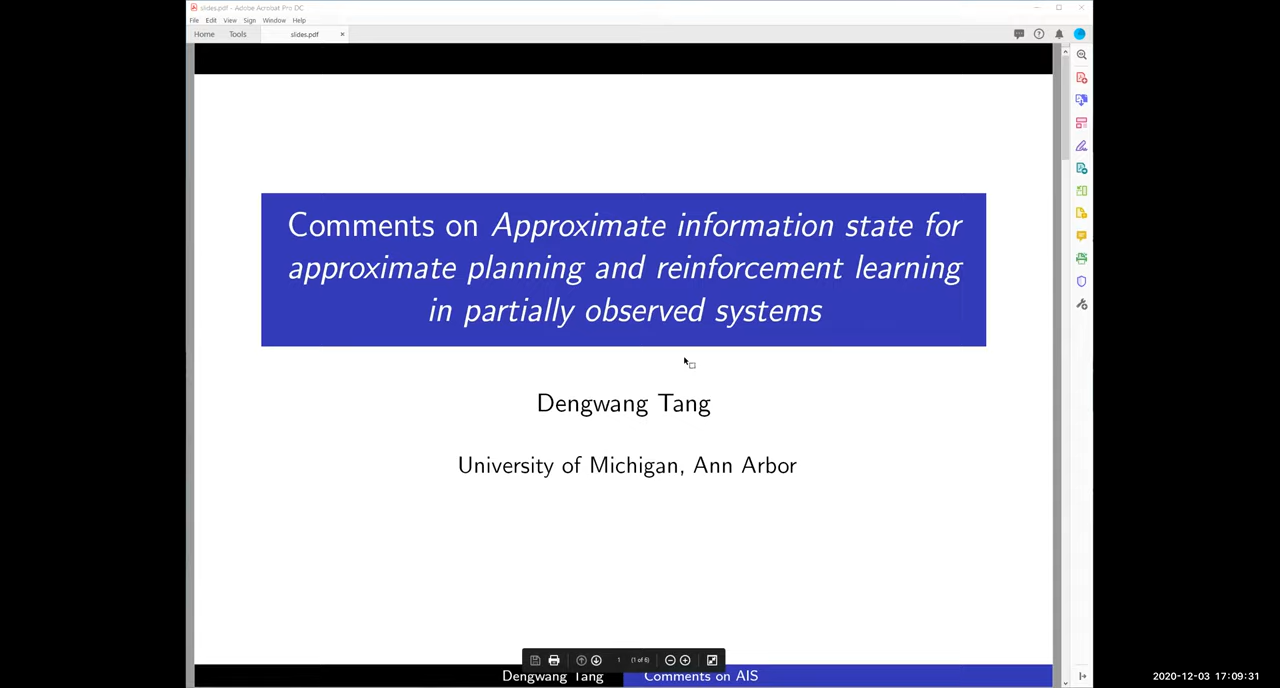 slides.pdf - Adobe Acrobat Pro DC
File Edit View Sign Window Help
Home Tools slides.pdf ×
Comments on Approximate information state for
approximate planning and reinforcement learning
in partially observed systems
Dengwang Tang
University of Michigan, Ann Arbor
1 (1 of 6)
Dengwang Tang Comments on AIS
2020-12-03 17:09:31